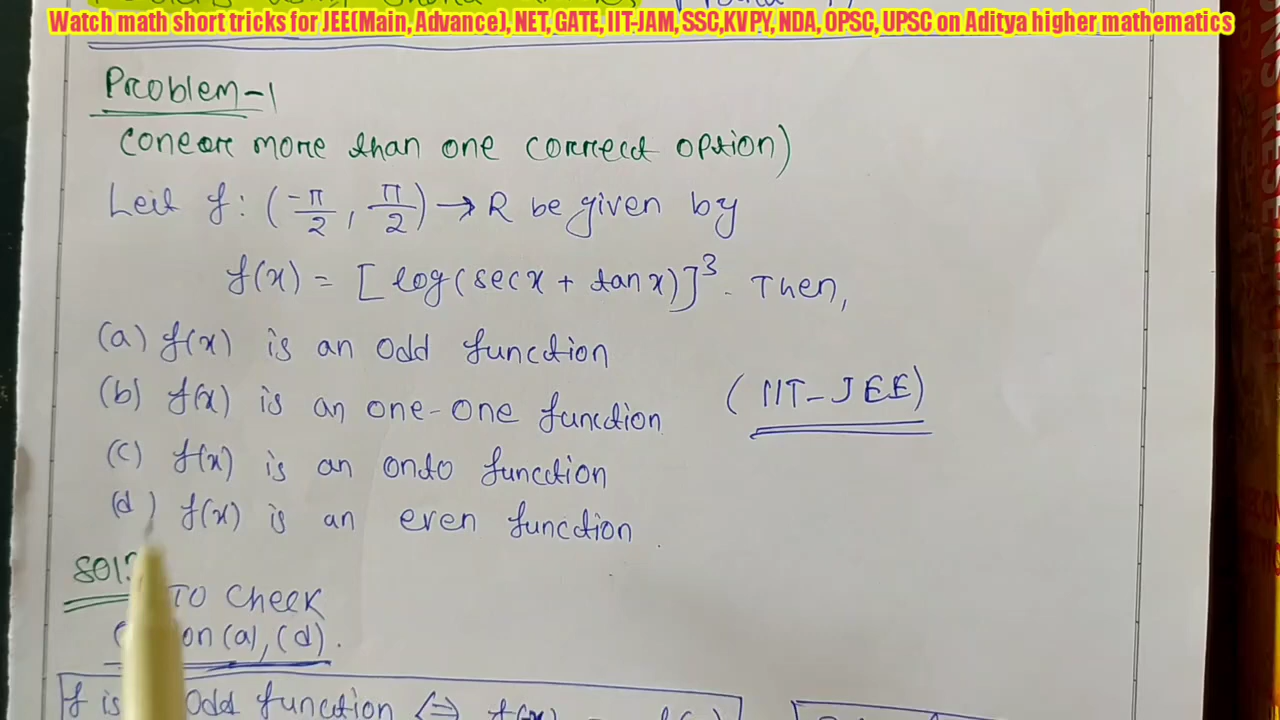 Watch math short tricks for JEE(Main, Advance), NET, GATE, IIT-JAM, SSC,KVPY, NDA, OPSC, UPSC on Aditya higher mathematics
Problem-1
(one or more than one correct option)
Let f: (-π/2, π/2) → R be given by
f(x) = [log(secx + tanx)]³. Then,
(a) f(x) is an odd function
(b) f(x) is an one-one function
(IIT-JEE)
(c) f(x) is an onto function
(d) f(x) is an even function.
To check
(a), (d).
f is odd function ⇔